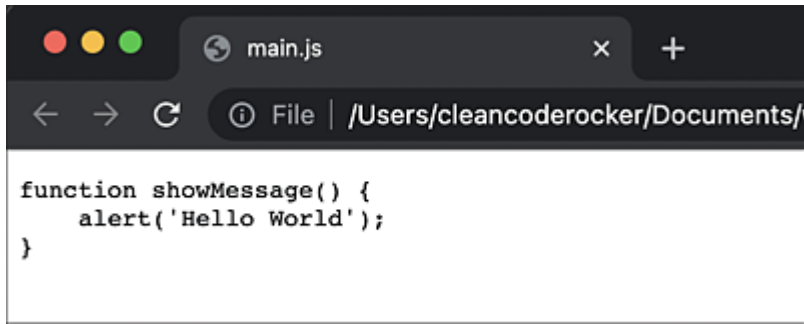 main.js
File /Users/cleancoderocker/Documents/
function showMessage() {
    alert('Hello World');
}